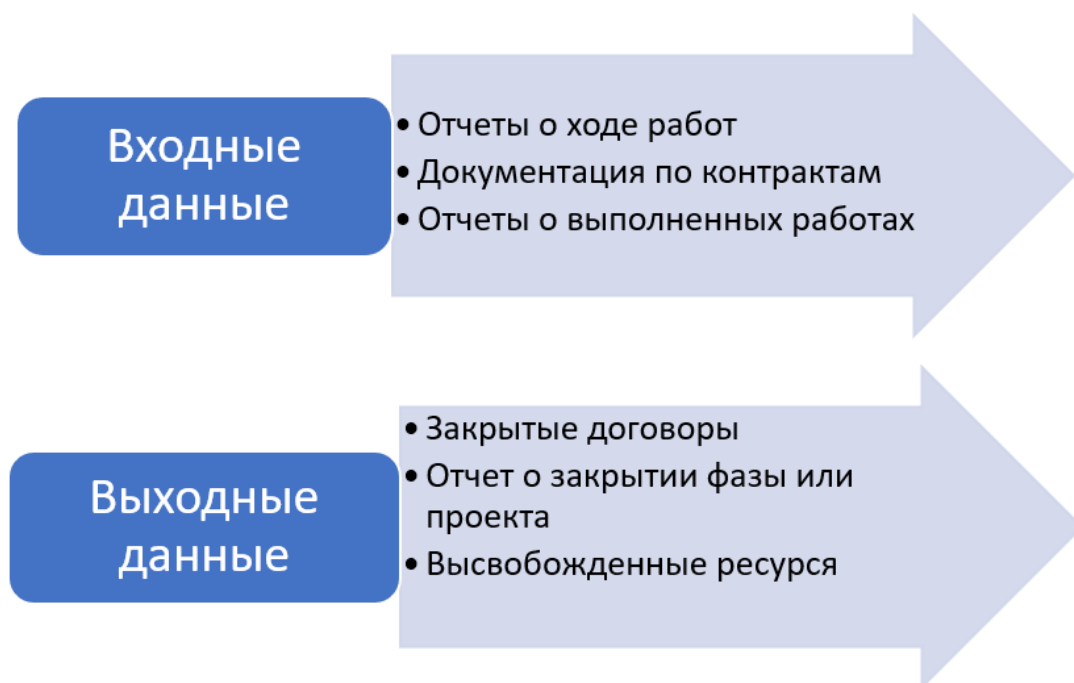 Входные
данные
• Отчеты о ходе работ
• Документация по контрактам
• Отчеты о выполненных работах
Выходные
данные
• Закрытые договоры
• Отчет о закрытии фазы или
проекта
• Высвобожденные ресурся